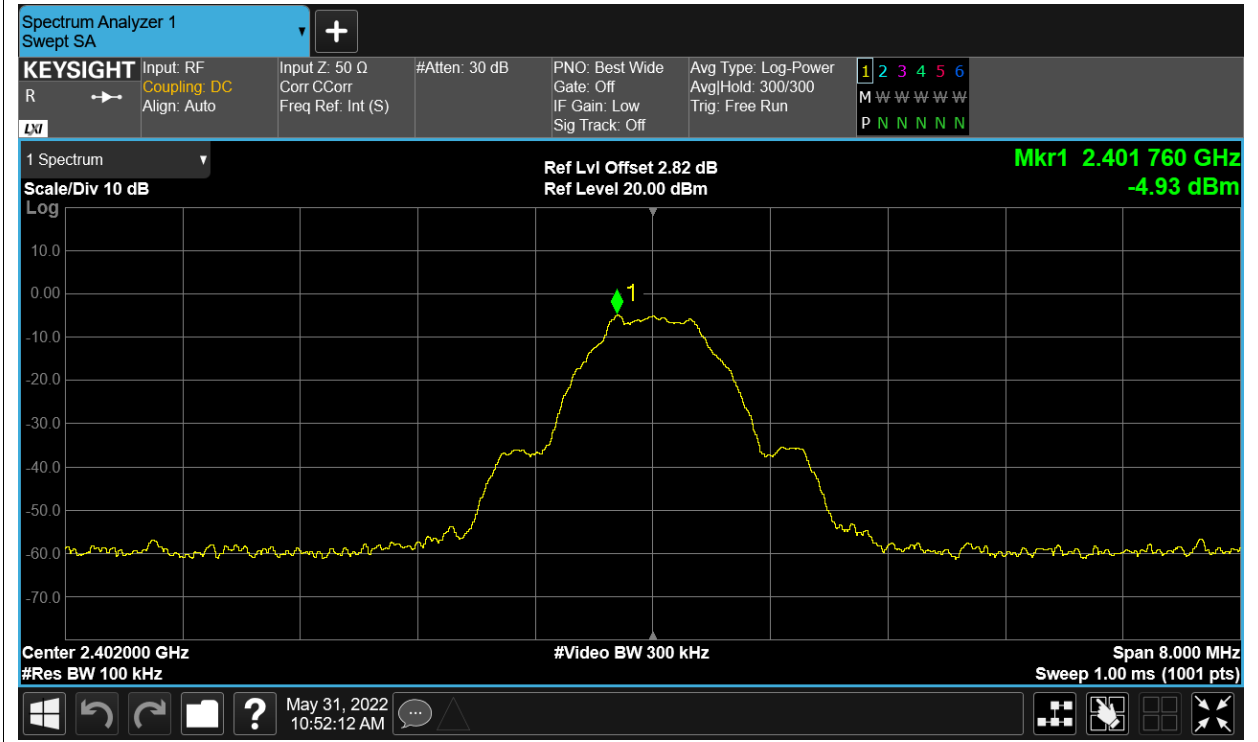 Spectrum Analyzer 1
Swept SA
KEYSIGHT
R
LXI
Input: RF
Coupling: DC
Align: Auto
Input Z: 50 Ω
Corr CCorr
Freq Ref: Int (S)
#Atten: 30 dB
PNO: Best Wide
Gate: Off
IF Gain: Low
Sig Track: Off
Avg Type: Log-Power
Avg|Hold: 300/300
Trig: Free Run
1 2 3 4 5 6
M W W W W W
P N N N N N
1 Spectrum
Scale/Div 10 dB
Log
Ref Lvl Offset 2.82 dB
Ref Level 20.00 dBm
Mkr1 2.401 760 GHz
-4.93 dBm
10.0
0.00
-10.0
-20.0
-30.0
-40.0
-50.0
-60.0
-70.0
1
Center 2.402000 GHz
#Res BW 100 kHz
#Video BW 300 kHz
Span 8.000 MHz
Sweep 1.00 ms (1001 pts)
?
May 31, 2022
10:52:12 AM